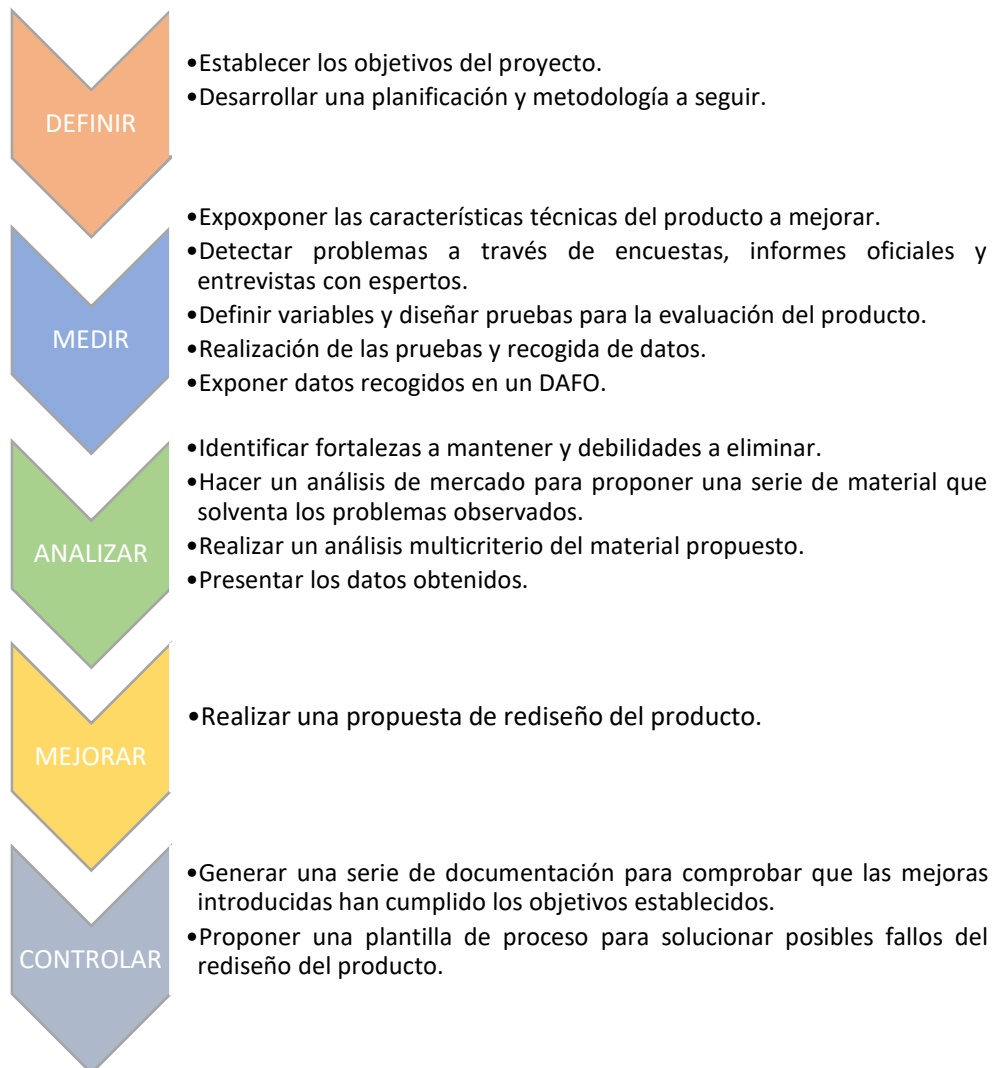 DEFINIR
•Establecer los objetivos del proyecto.
•Desarrollar una planificación y metodología a seguir.
MEDIR
•Expoxponer las características técnicas del producto a mejorar.
•Detectar problemas a través de encuestas, informes oficiales y
entrevistas con espertos.
•Definir variables y diseñar pruebas para la evaluación del producto.
•Realización de las pruebas y recogida de datos.
•Exponer datos recogidos en un DAFO.
ANALIZAR
•Identificar fortalezas a mantener y debilidades a eliminar.
•Hacer un análisis de mercado para proponer una serie de material que
solventa los problemas observados.
•Realizar un análisis multicriterio del material propuesto.
•Presentar los datos obtenidos.
MEJORAR
•Realizar una propuesta de rediseño del producto.
CONTROLAR
•Generar una serie de documentación para comprobar que las mejoras
introducidas han cumplido los objetivos establecidos.
•Proponer una plantilla de proceso para solucionar posibles fallos del
rediseño del producto.